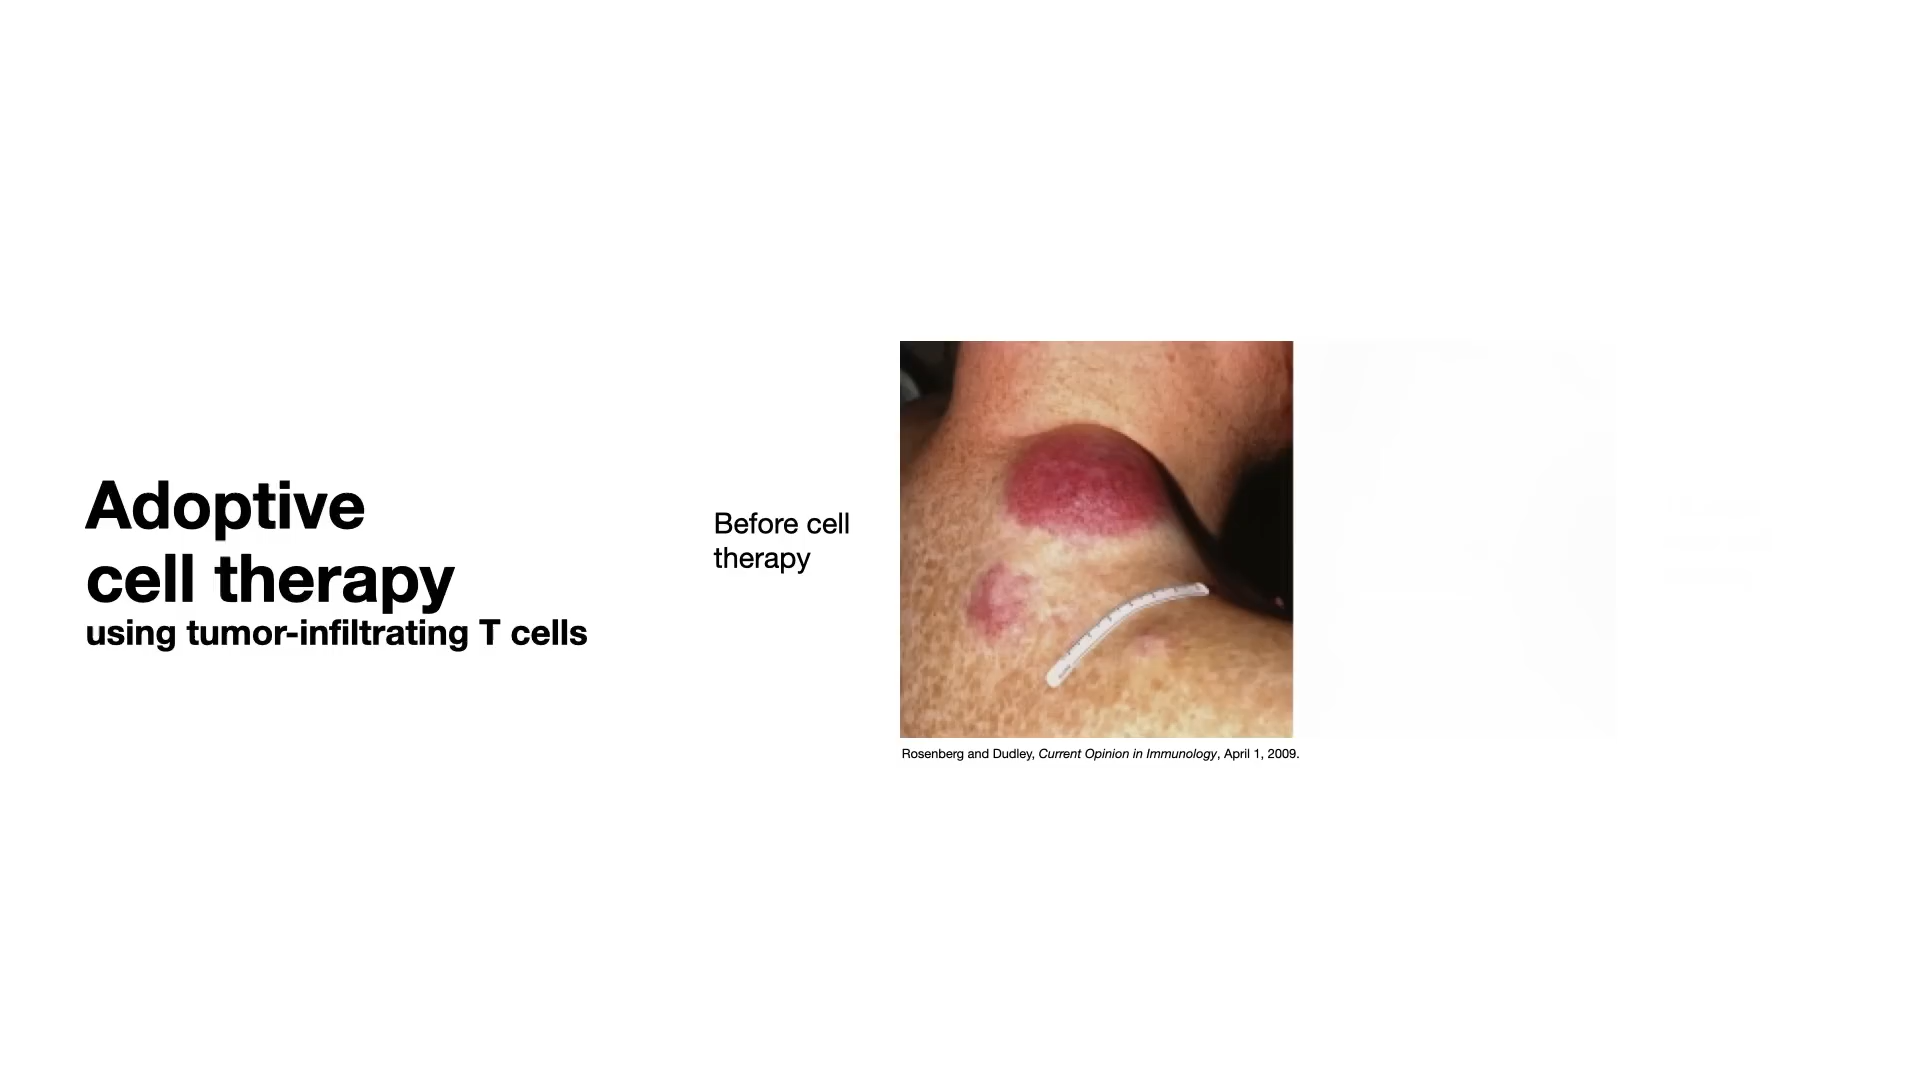 Adoptive
cell therapy
using tumor-infiltrating T cells
Before cell
therapy
Rosenberg and Dudley, Current Opinion in Immunology, April 1, 2009.